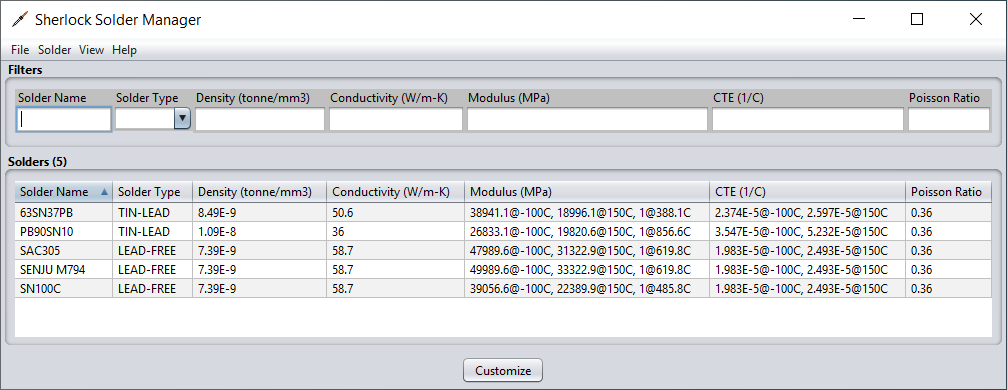 Sherlock Solder Manager
File Solder View Help
Filters
Solder Name Solder Type Density (tonne/mm3) Conductivity (W/m-K) Modulus (MPa) CTE (1/C) Poisson Ratio
Solders (5)
Solder Name Solder Type Density (tonne/mm3) Conductivity (W/m-K) Modulus (MPa) CTE (1/C) Poisson Ratio
63SN37PB TIN-LEAD 8.49E-9 50.6 38941.1@-100C, 18996.1@150C, 1@388.1C 2.374E-5@-100C, 2.597E-5@150C 0.36
PB90SN10 TIN-LEAD 1.09E-8 36 26833.1@-100C, 19820.6@150C, 1@856.6C 3.547E-5@-100C, 5.232E-5@150C 0.36
SAC305 LEAD-FREE 7.39E-9 58.7 47989.6@-100C, 31322.9@150C, 1@619.8C 1.983E-5@-100C, 2.493E-5@150C 0.36
SENJU M794 LEAD-FREE 7.39E-9 58.7 49989.6@-100C, 33322.9@150C, 1@619.8C 1.983E-5@-100C, 2.493E-5@150C 0.36
SN100C LEAD-FREE 7.39E-9 58.7 39056.6@-100C, 22389.9@150C, 1@485.8C 1.983E-5@-100C, 2.493E-5@150C 0.36
Customize